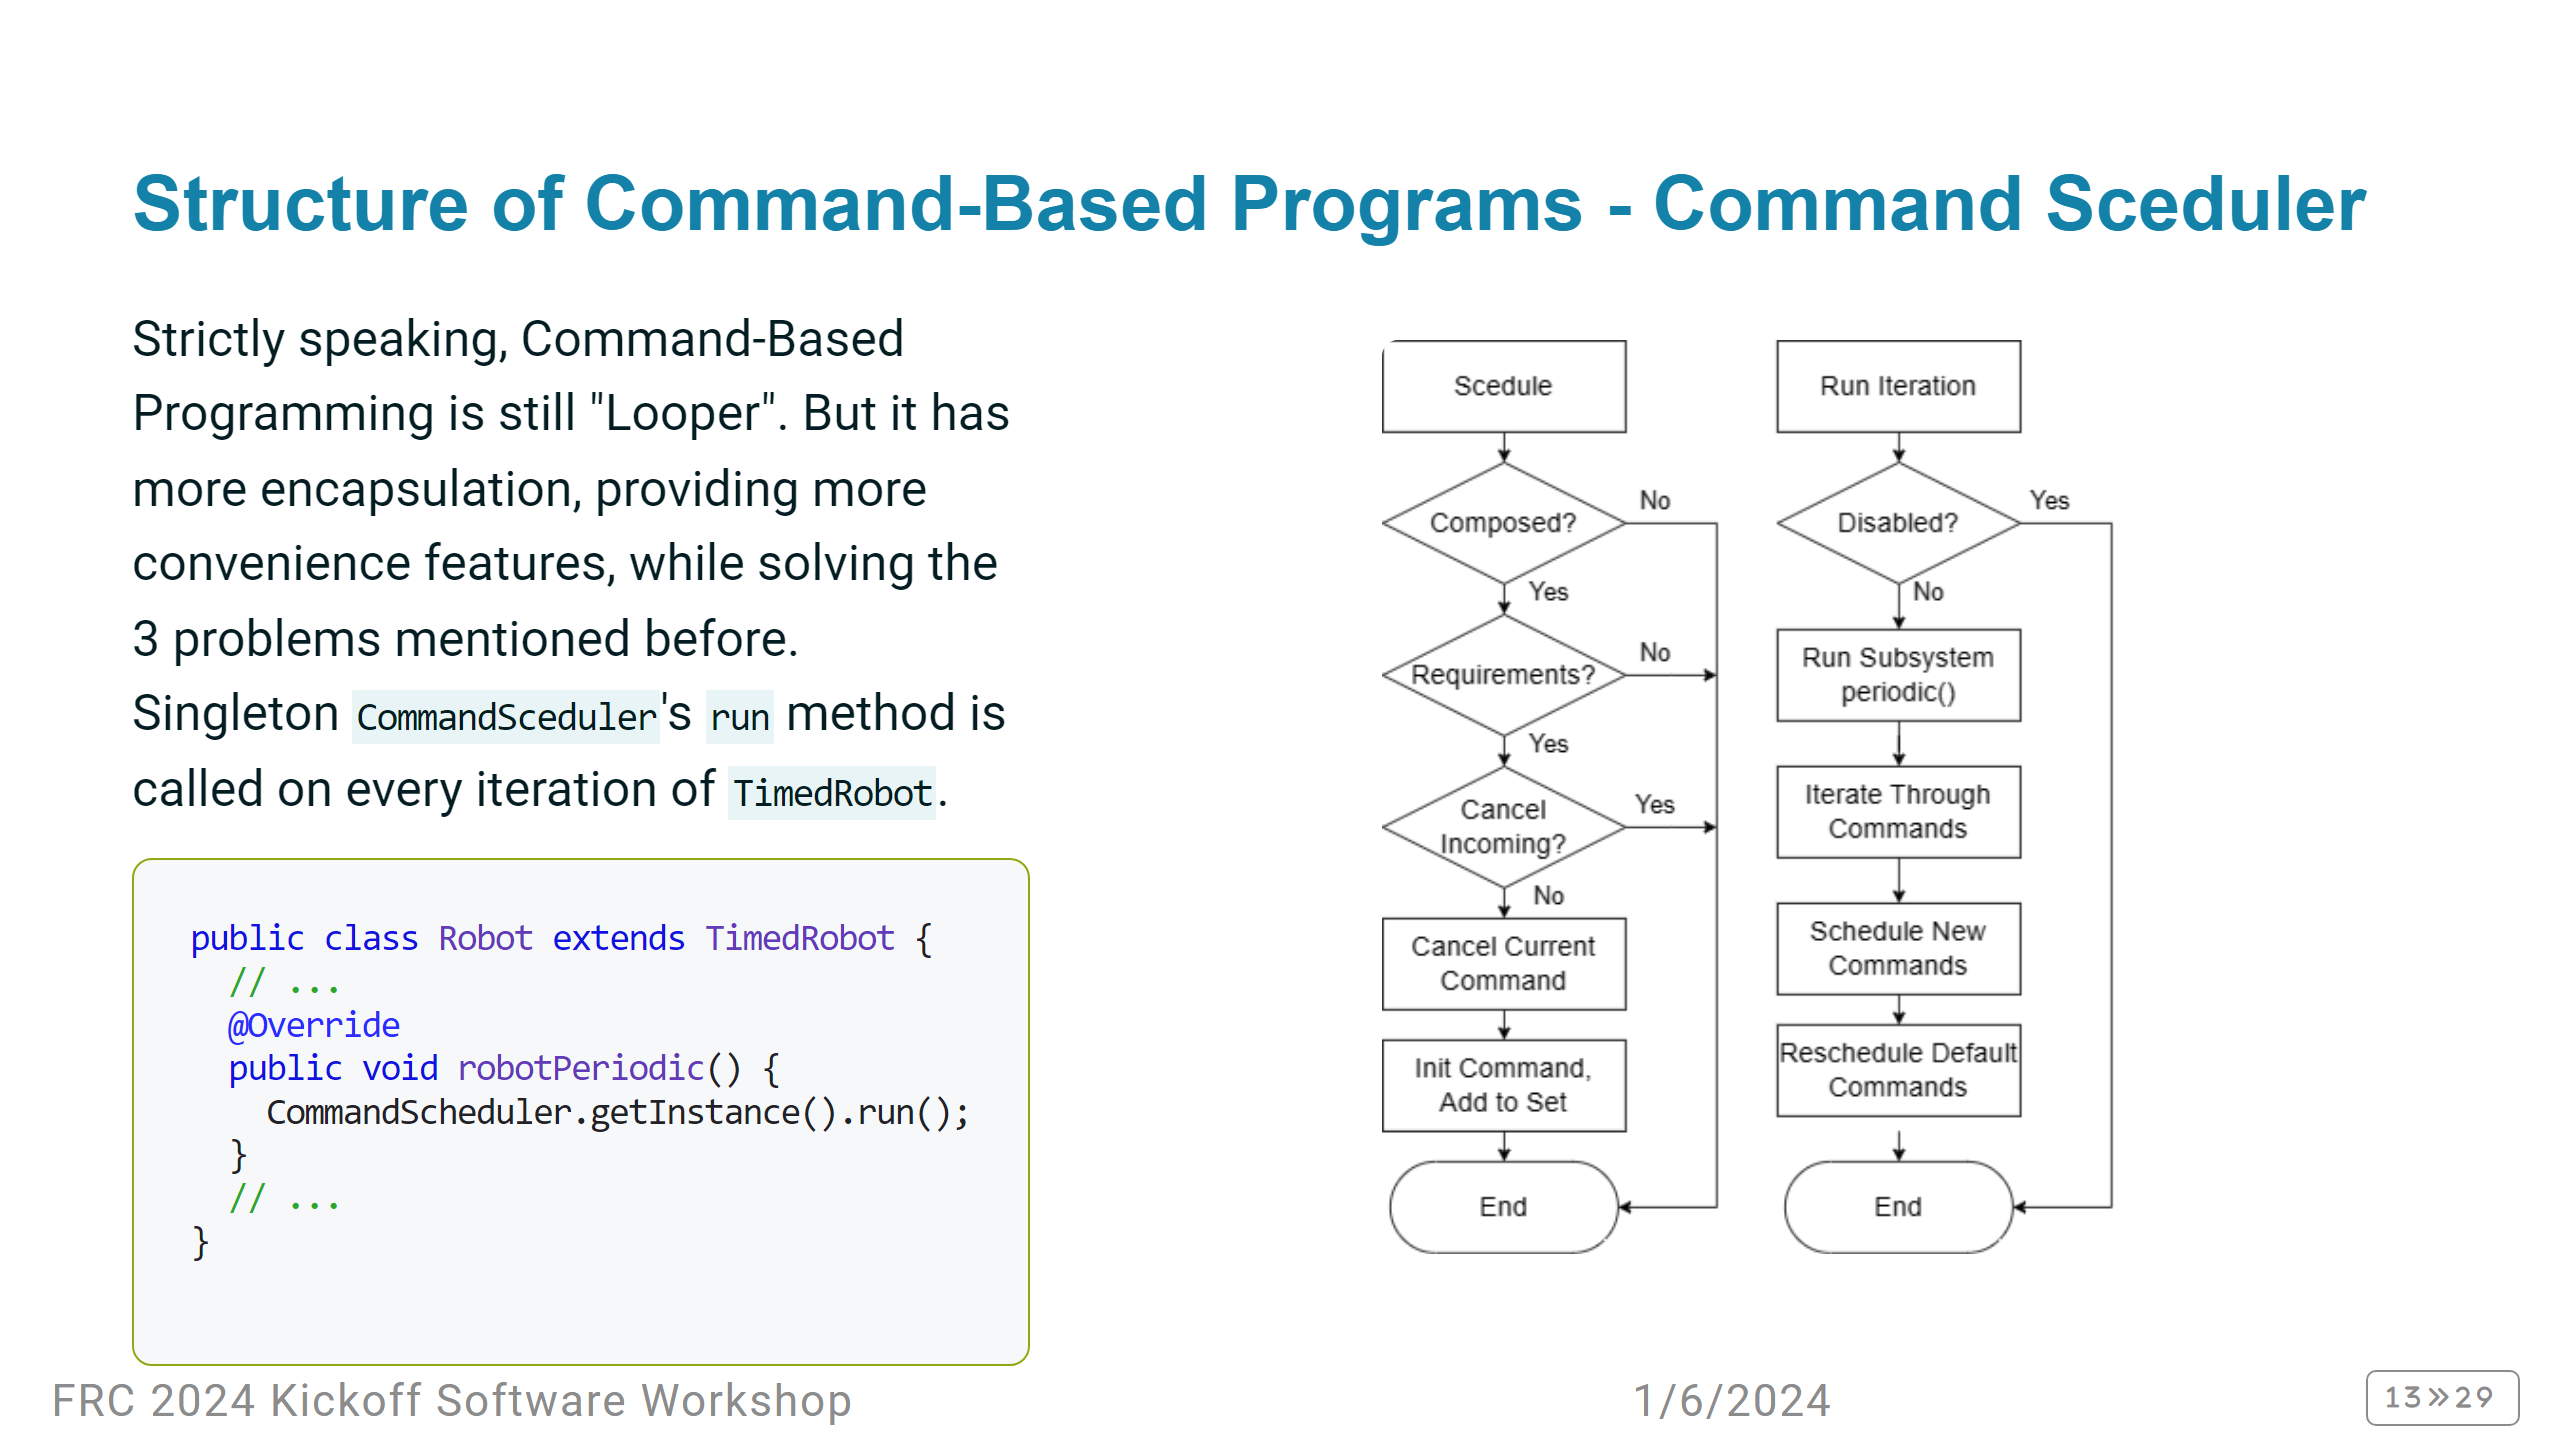 Structure of Command-Based Programs - Command Sceduler
Strictly speaking, Command-Based
Programming is still "Looper". But it has
more encapsulation, providing more
convenience features, while solving the
3 problems mentioned before.
Singleton CommandSceduler's run method is
called on every iteration of TimedRobot.
public class Robot extends TimedRobot {
// ...
@Override
public void robotPeriodic() {
CommandScheduler.getInstance().run();
}
// ...
}
Scedule
Composed?
No
Yes
Requirements?
No
Yes
Cancel
Incoming?
Yes
No
Cancel Current
Command
Init Command,
Add to Set
End
Run Iteration
Disabled?
Yes
No
Run Subsystem
periodic()
Iterate Through
Commands
Schedule New
Commands
Reschedule Default
Commands
End
FRC 2024 Kickoff Software Workshop
1/6/2024
13»29